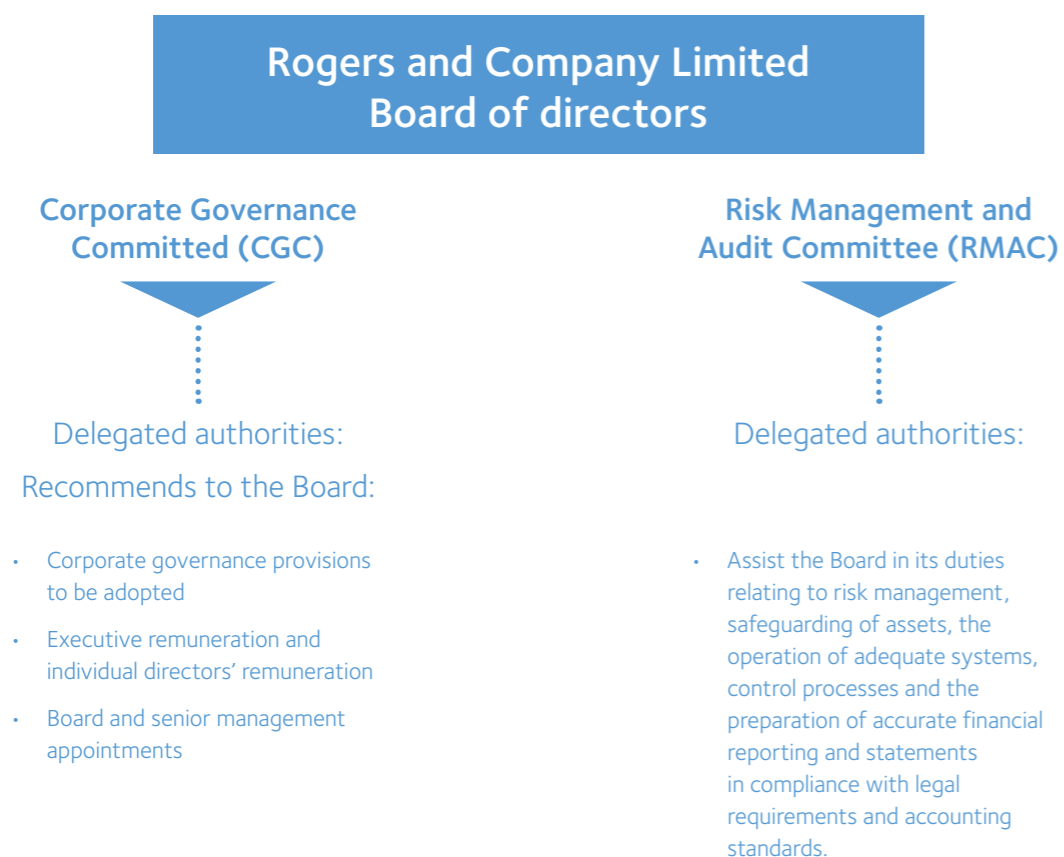 Rogers and Company Limited
Board of directors
Corporate Governance
Committed (CGC)
Delegated authorities:
Recommends to the Board:
• Corporate governance provisions
to be adopted
• Executive remuneration and
individual directors’ remuneration
• Board and senior management
appointments
Risk Management and
Audit Committee (RMAC)
Delegated authorities:
• Assist the Board in its duties
relating to risk management,
safeguarding of assets, the
operation of adequate systems,
control processes and the
preparation of accurate financial
reporting and statements
in compliance with legal
requirements and accounting
standards.